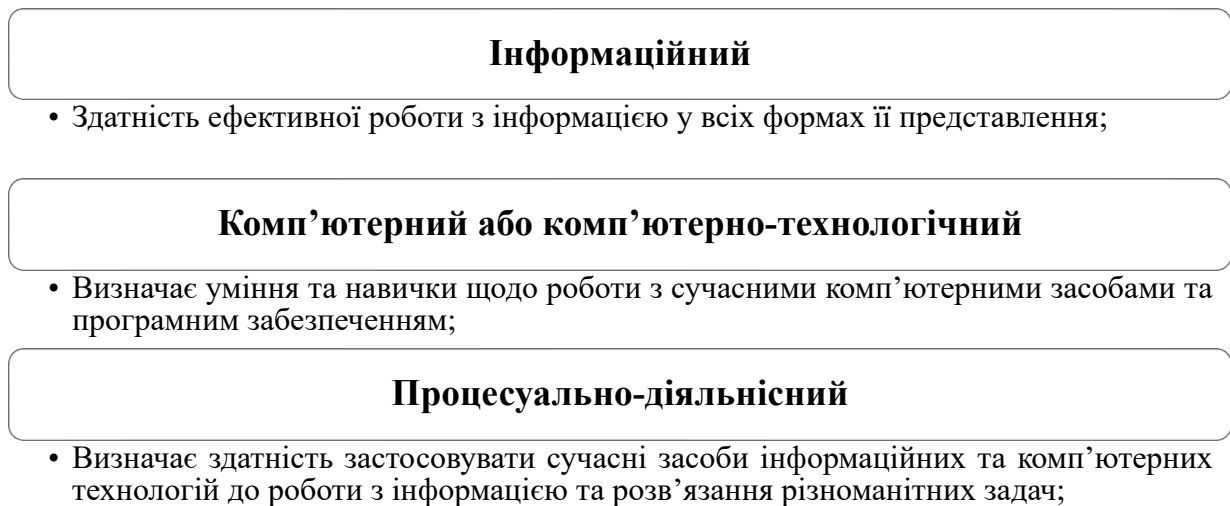 Інформаційний
• Здатність ефективної роботи з інформацією у всіх формах її представлення;
Комп’ютерний або комп’ютерно-технологічний
• Визначає уміння та навички щодо роботи з сучасними комп’ютерними засобами та
програмним забезпеченням;
Процесуально-діяльнісний
• Визначає здатність застосовувати сучасні засоби інформаційних та комп’ютерних
технологій до роботи з інформацією та розв’язання різноманітних задач;